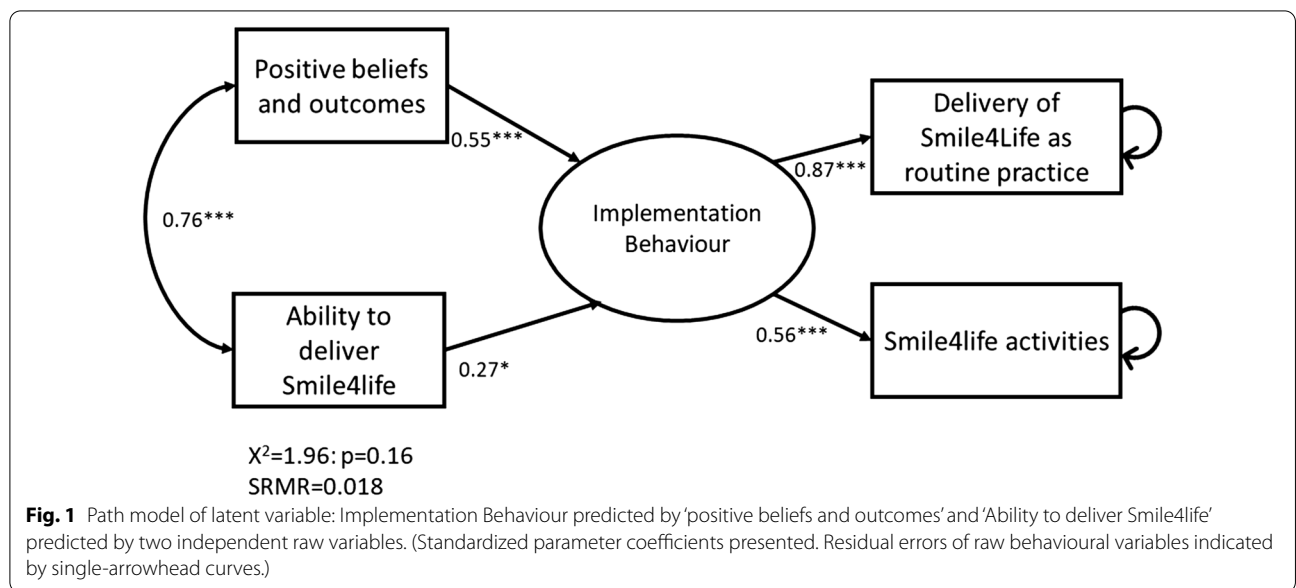 Positive beliefs
and outcomes
0.55***
0.76***
Ability to
deliver
Smile4life
0.27*
Implementation
Behaviour
0.87***
Delivery of
Smile4Life as
routine practice
0.56***
Smile4life activities
X²=1.96: p=0.16
SRMR=0.018
Fig. 1 Path model of latent variable: Implementation Behaviour predicted by ‘positive beliefs and outcomes’ and ‘Ability to deliver Smile4life’
predicted by two independent raw variables. (Standardized parameter coefficients presented. Residual errors of raw behavioural variables indicated
by single-arrowhead curves.)